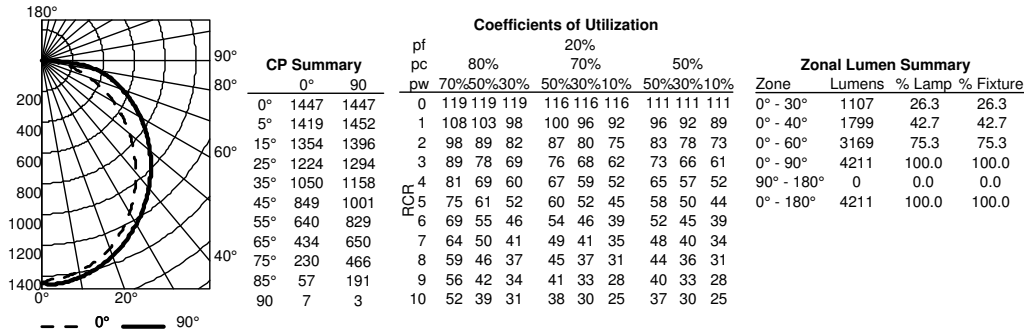 180°
90°
80°
60°
40°
200
400
600
800
1000
1200
1400
0°
20°
0°
90°
CP Summary
0° 90
0° 1447 1447
5° 1419 1452
15° 1354 1396
25° 1224 1294
35° 1050 1158
45° 849 1001
55° 640 829
65° 434 650
75° 230 466
85° 57 191
90 7 3
Coefficients of Utilization
pf 20%
pc 80% 70% 50%
pw 70%50%30% 50%30%10% 50%30%10%
RCR
0 119 119 119 116 116 116 111 111 111
1 108 103 98 100 96 92 96 92 89
2 98 89 82 87 80 75 83 78 73
3 89 78 69 76 68 62 73 66 61
4 81 69 60 67 59 52 65 57 52
5 75 61 52 60 52 45 58 50 44
6 69 55 46 54 46 39 52 45 39
7 64 50 41 49 41 35 48 40 34
8 59 46 37 45 37 31 44 36 31
9 56 42 34 41 33 28 40 33 28
10 52 39 31 38 30 25 37 30 25
Zonal Lumen Summary
Zone Lumens % Lamp % Fixture
0° - 30° 1107 26.3 26.3
0° - 40° 1799 42.7 42.7
0° - 60° 3169 75.3 75.3
0° - 90° 4211 100.0 100.0
90° - 180° 0 0.0 0.0
0° - 180° 4211 100.0 100.0